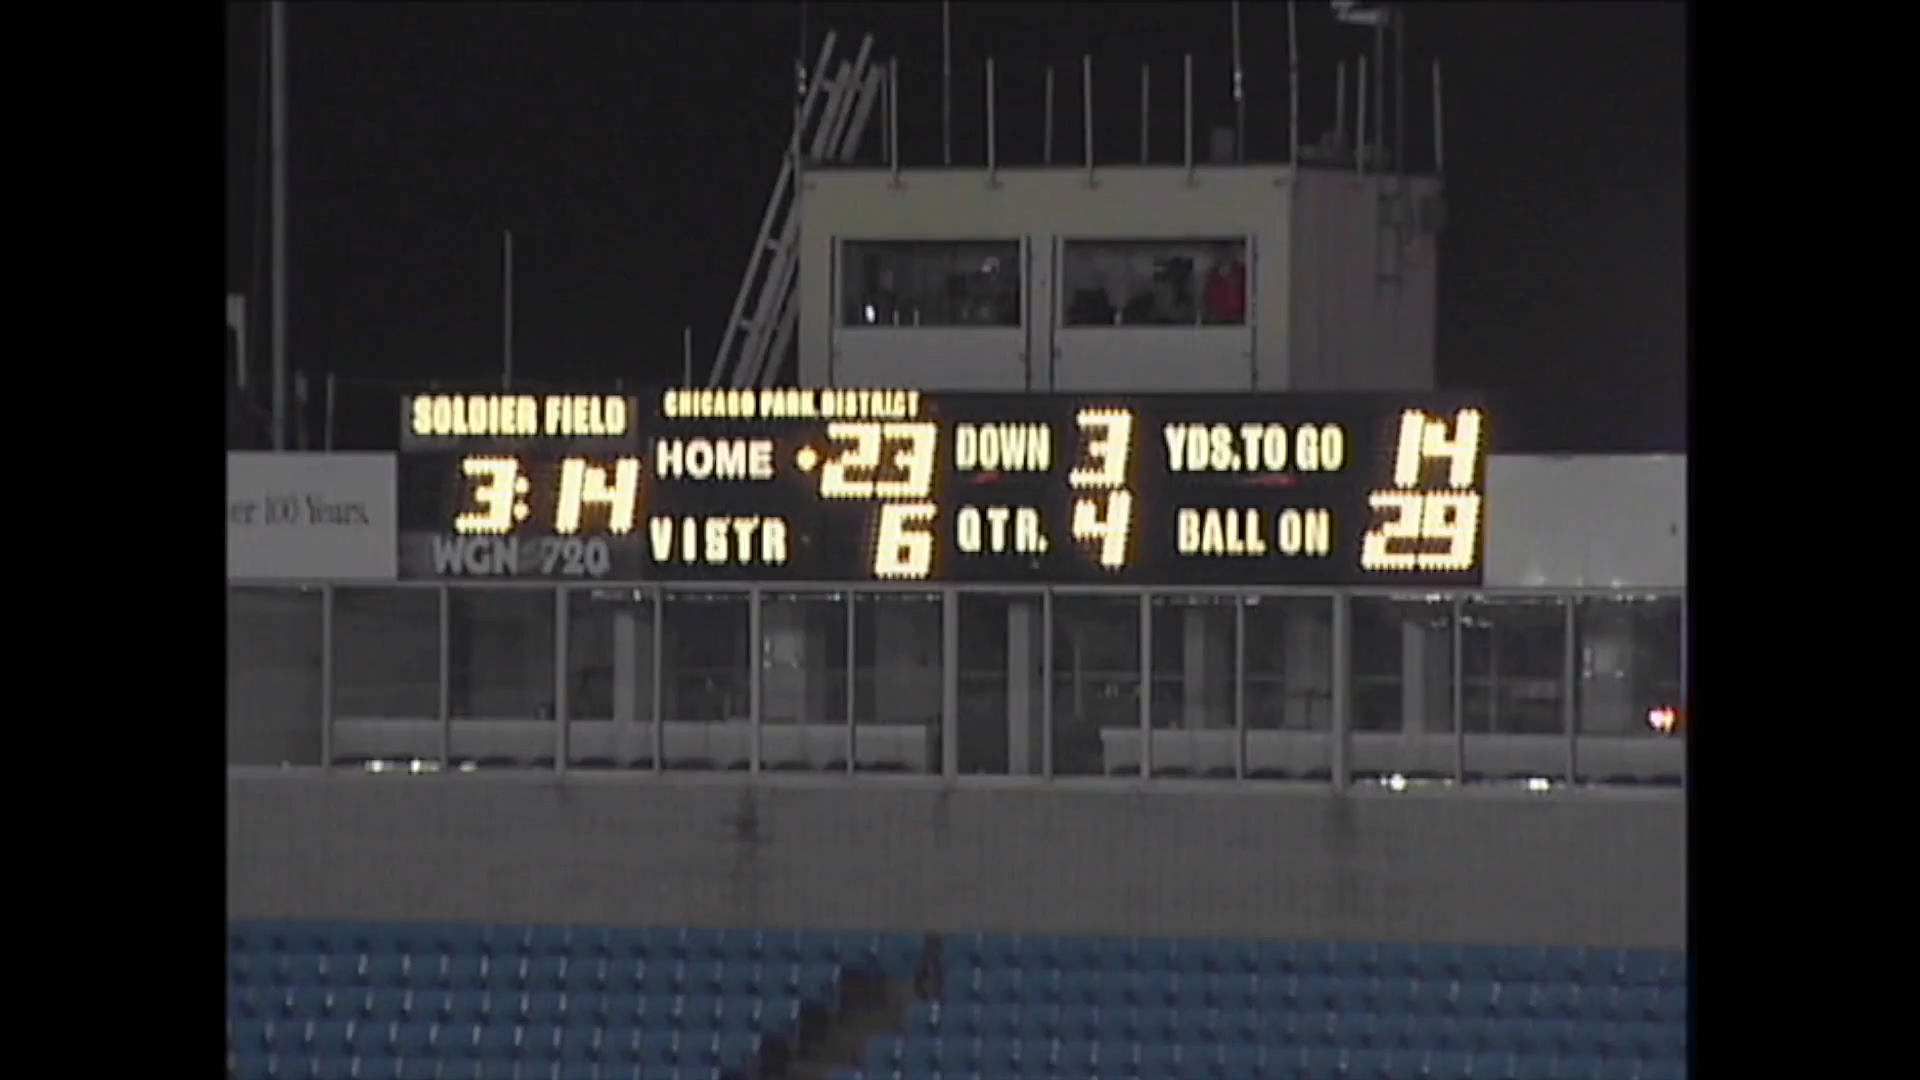 CHICAGO PARK DISTRICT
SOLDIER FIELD
HOME 23 DOWN 3 YDS.TO GO 14
3:14
VISTR 6 QTR. 4 BALL ON 29
er 100 Years.
WGN 720